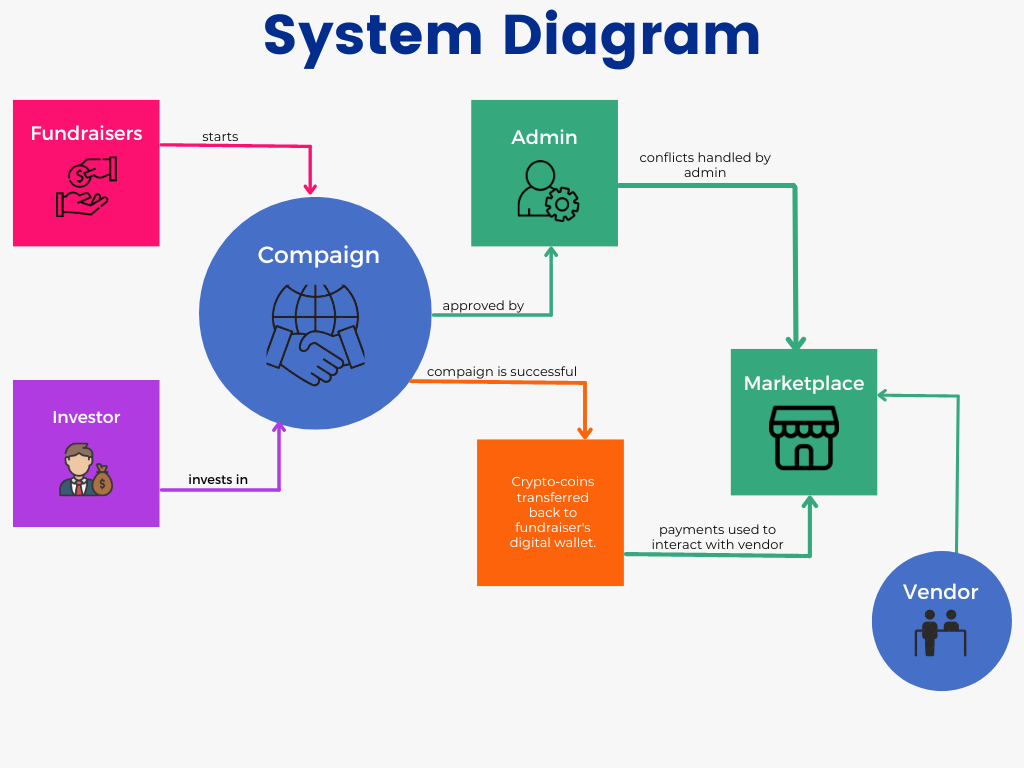 System Diagram
Fundraisers
starts
Admin
conflicts handled by
admin
Compaign
approved by
compaign is successful
Marketplace
Investor
invests in
Crypto-coins
transferred
back to
fundraiser's
digital wallet.
payments used to
interact with vendor
Vendor